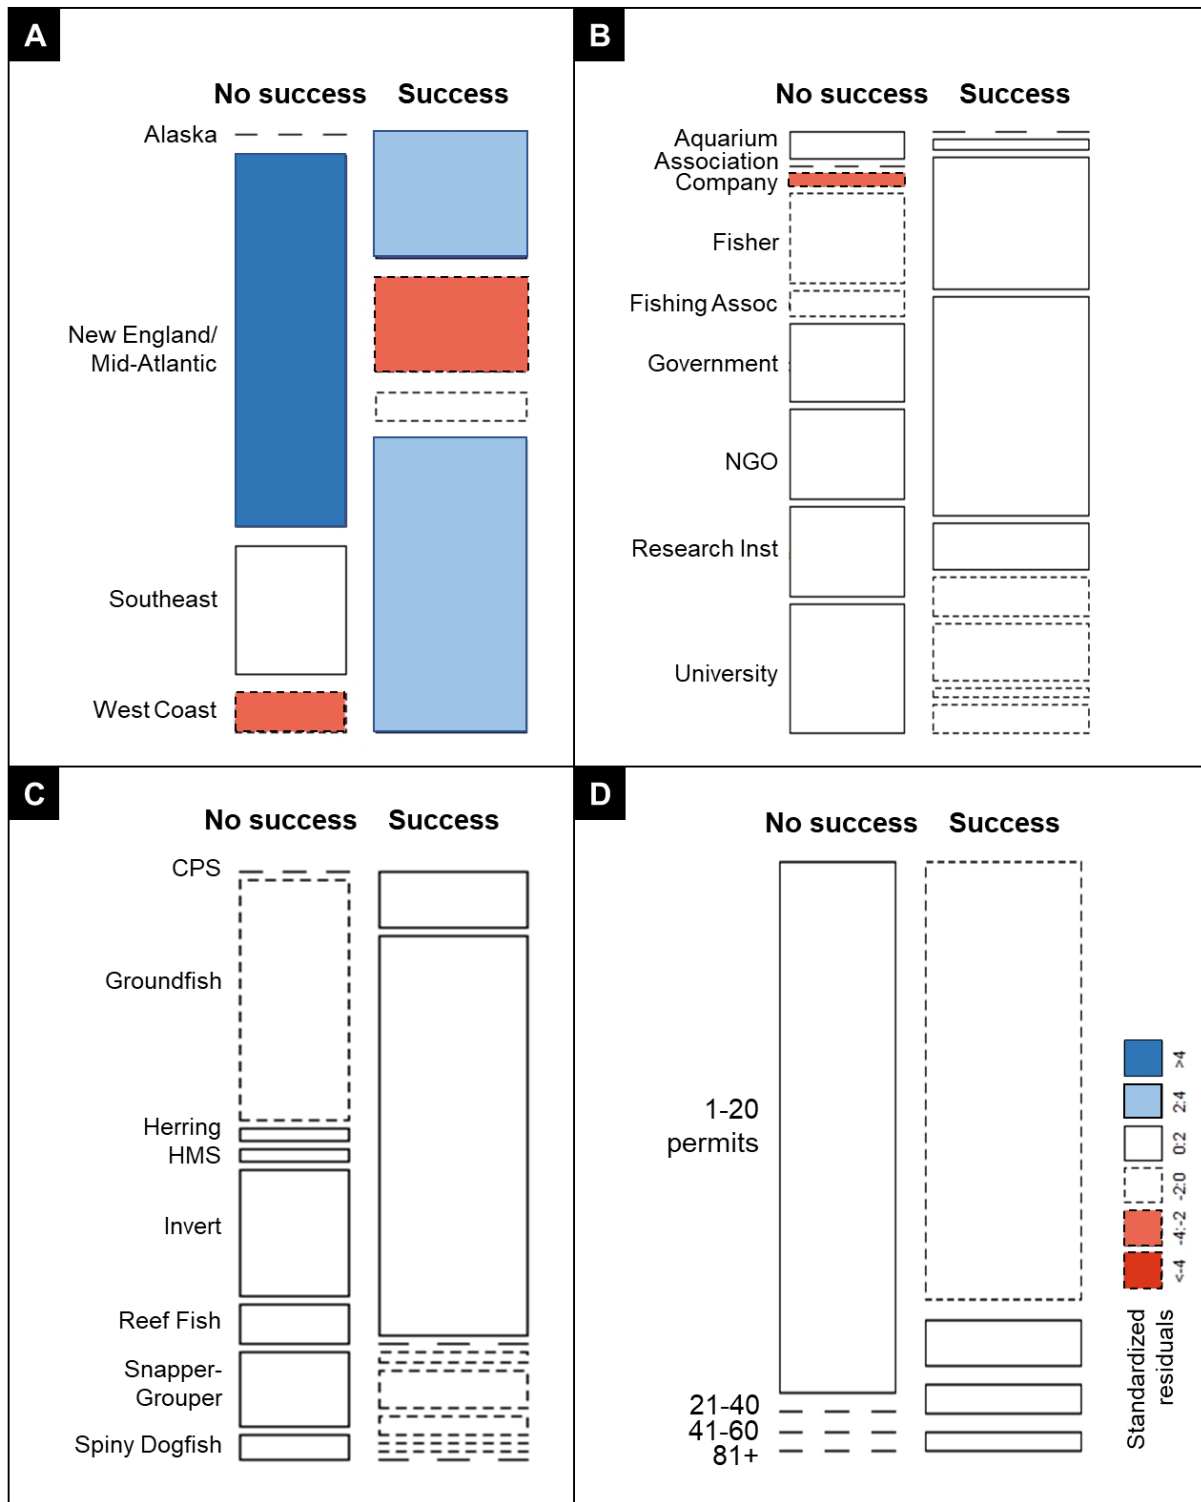 A
No success Success
Alaska
New England/
Mid-Atlantic
Southeast
West Coast
B
No success Success
Aquarium
Association
Company
Fisher
Fishing Assoc
Government
NGO
Research Inst
University
C
No success Success
CPS
Groundfish
Herring
HMS
Invert
Reef Fish
Snapper-
Grouper
Spiny Dogfish
D
No success Success
1-20
permits
21-40
41-60
81+
>4
2:4
0:2
-2:0
-4:-2
<-4
Standardized
residuals